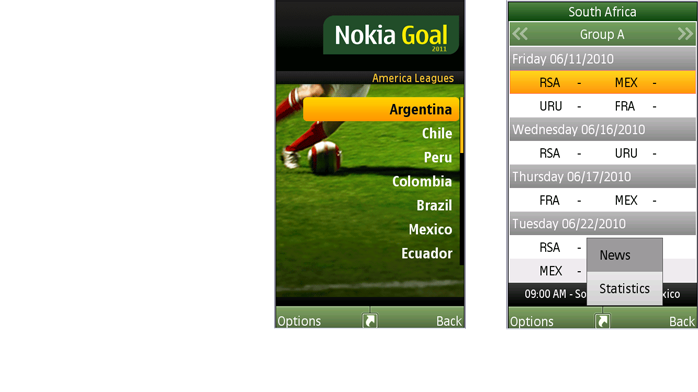 Nokia Goal
2011
America Leagues
Argentina
Chile
Peru
Colombia
Brazil
Mexico
Ecuador
Options Back
South Africa
Group A
Friday 06/11/2010
RSA - MEX -
URU - FRA -
Wednesday 06/16/2010
RSA - URU -
Thursday 06/17/2010
FRA - MEX -
Tuesday 06/22/2010
RSA -
MEX -
News
Statistics
09:00 AM - So xico
Options Back